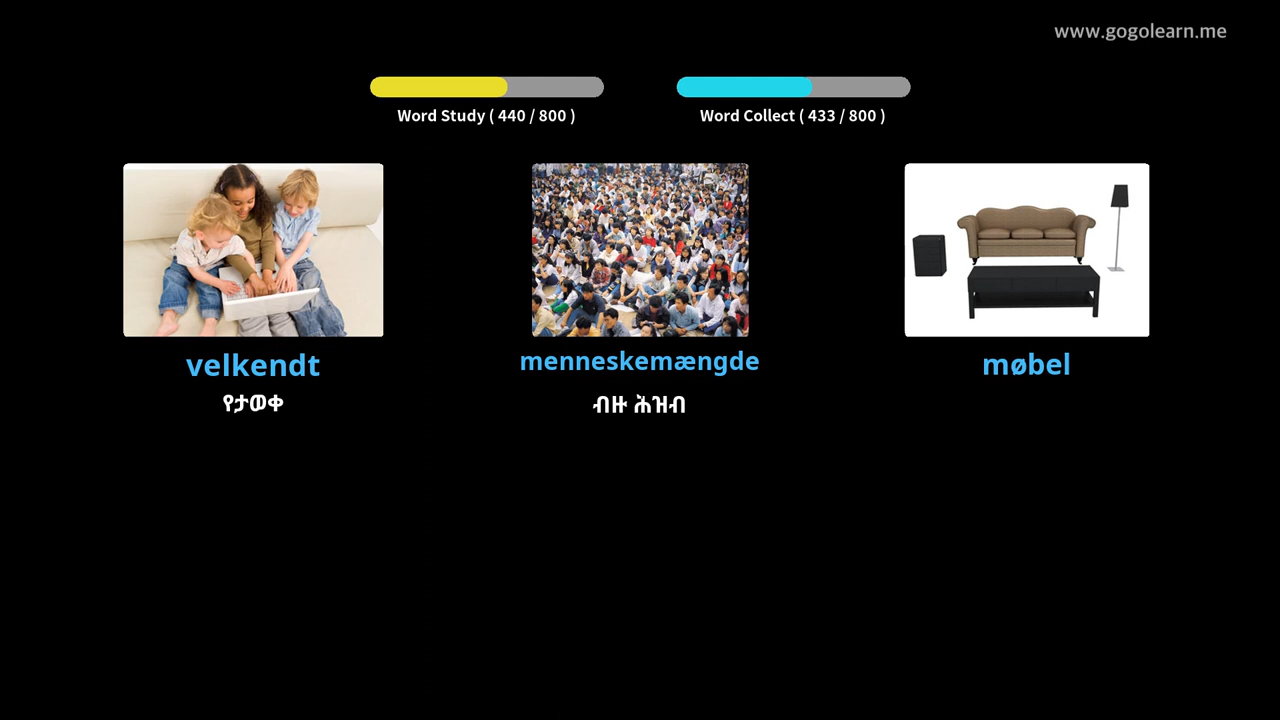 www.gogolearn.me
Word Study ( 440 / 800 )
Word Collect ( 433 / 800 )
velkendt
የታወቀ
menneskemængde
ብዙ ሕዝብ
møbel